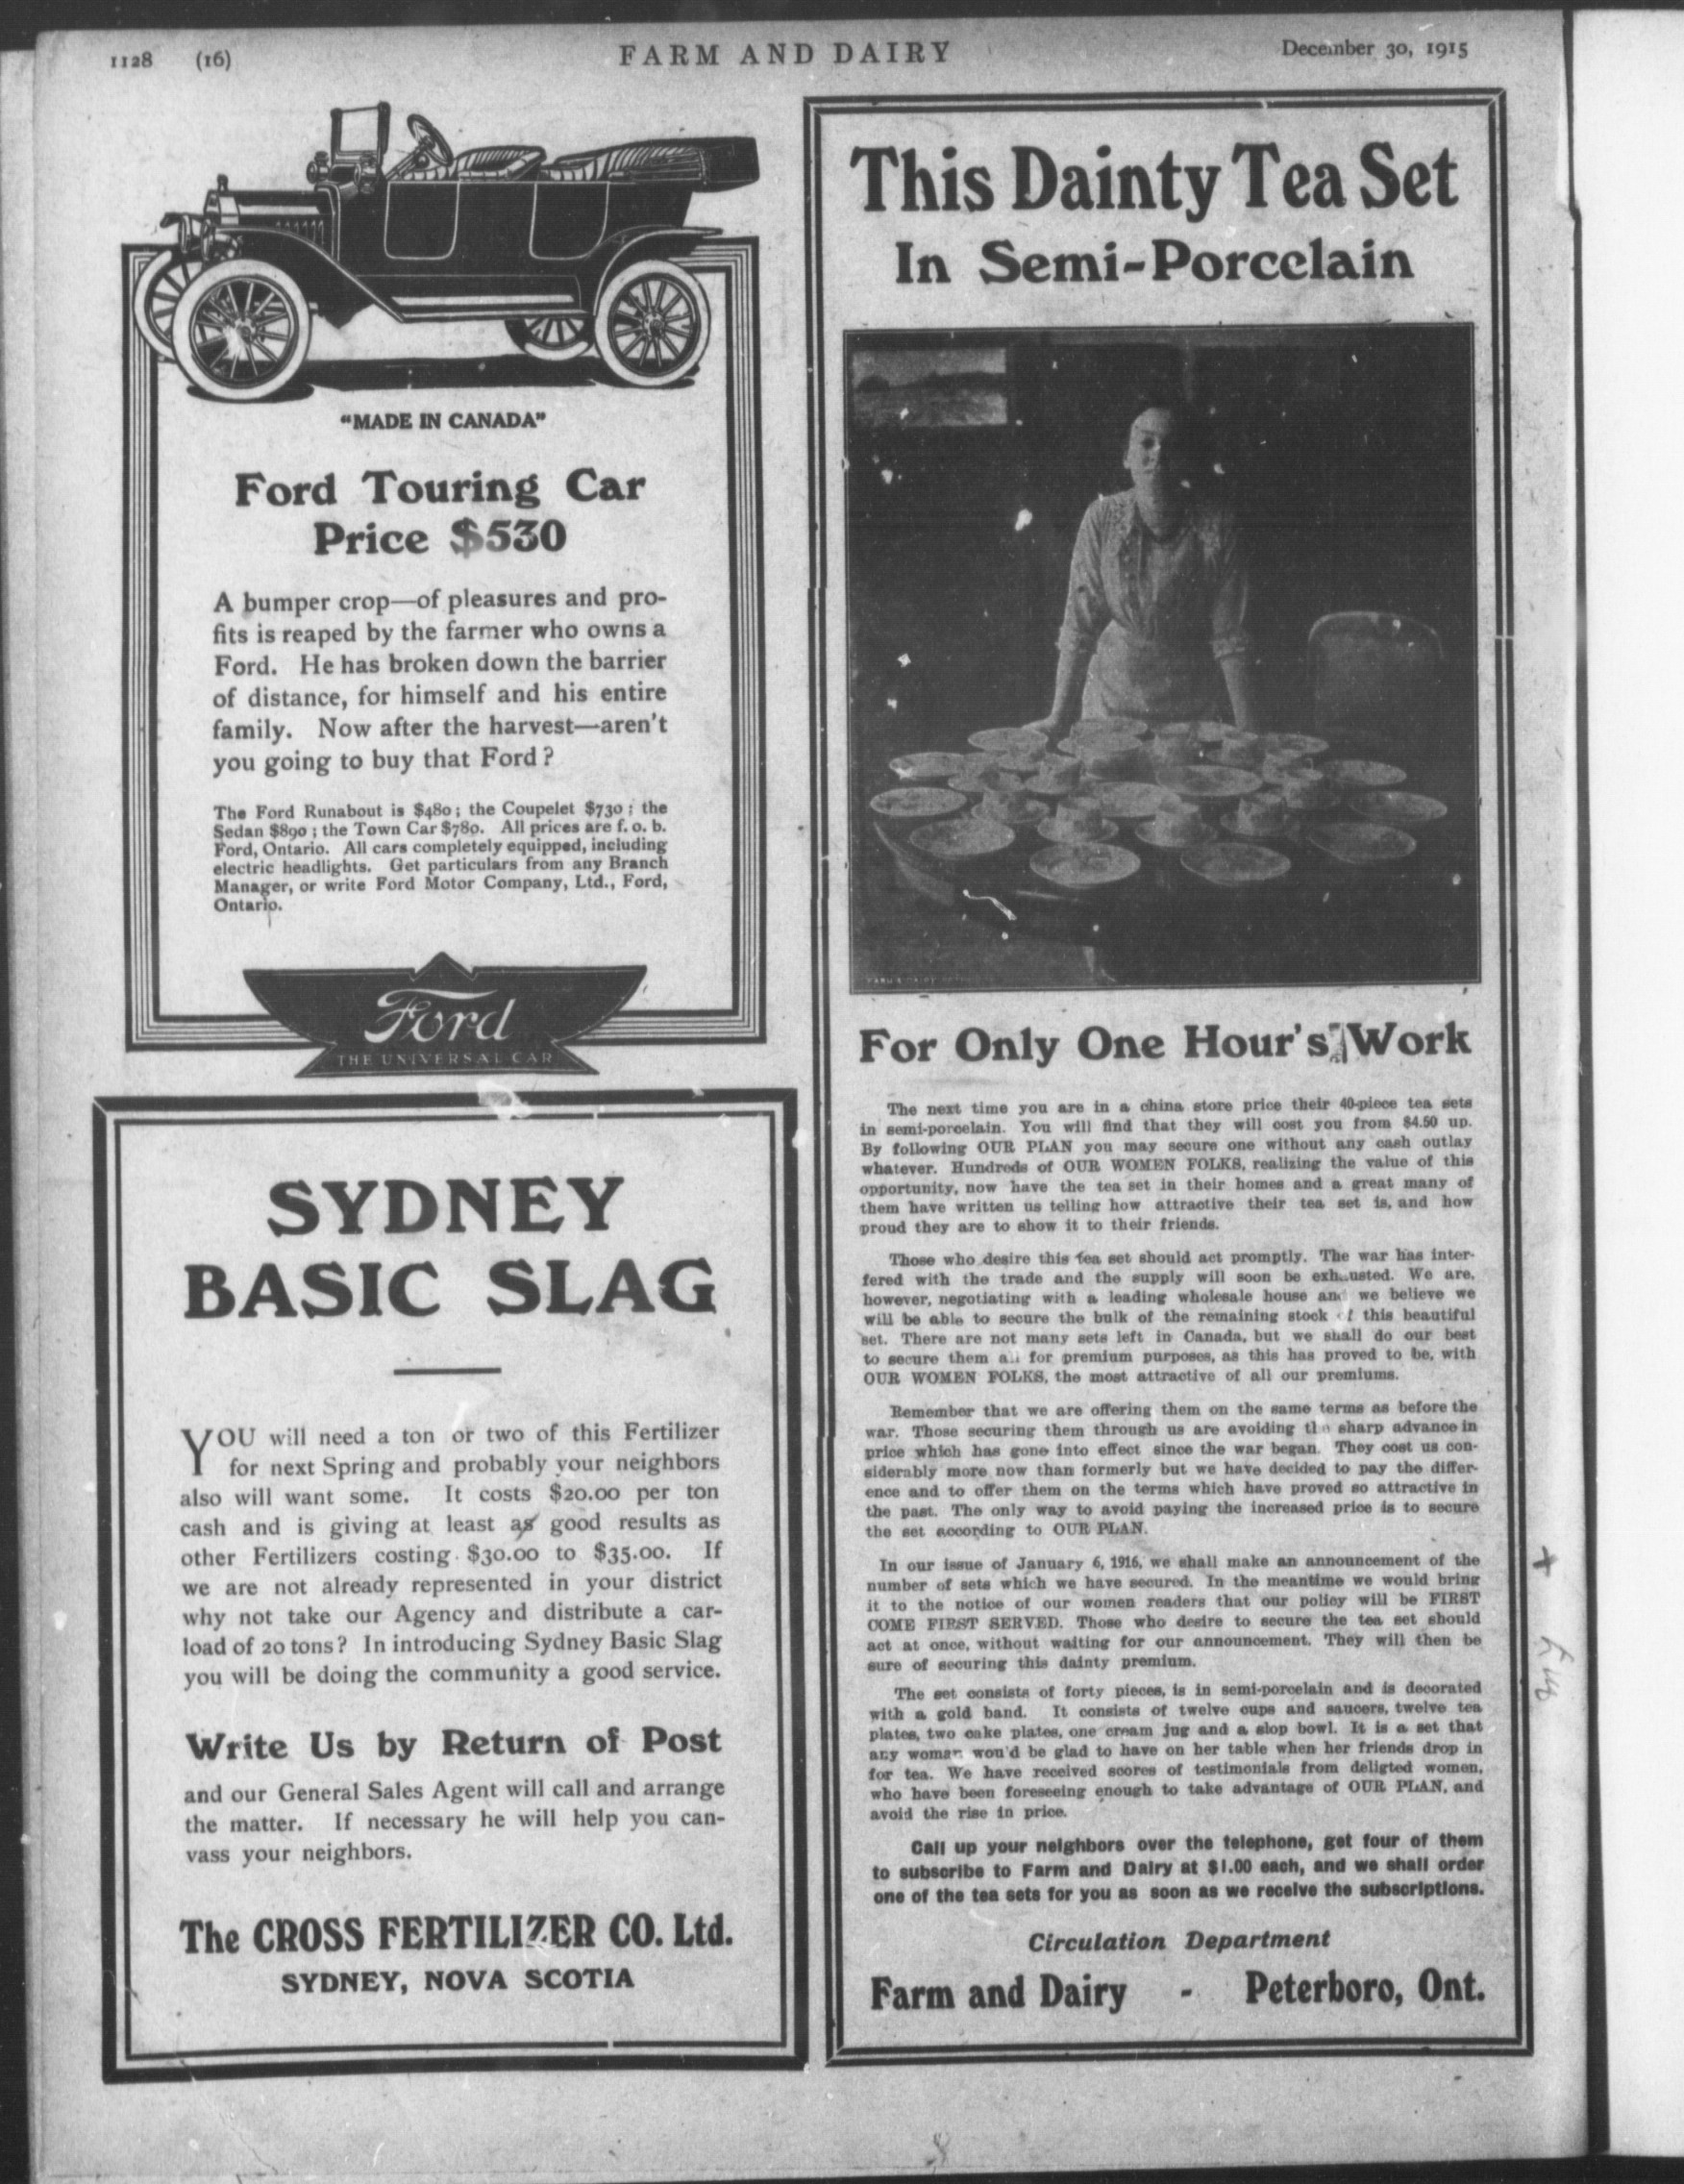 1128 (16) FARM AND DAIRY December 30, 1915
"MADE IN CANADA"
Ford Touring Car
Price $530
A bumper crop—of pleasures and pro-
fits is reaped by the farmer who owns a
Ford. He has broken down the barrier
of distance, for himself and his entire
family. Now after the harvest—aren't
you going to buy that Ford?
The Ford Runabout is $480; the Coupelet $730; the
Sedan $890; the Town Car $780. All prices are f. o. b.
Ford, Ontario. All cars completely equipped, including
electric headlights. Get particulars from any Branch
Manager, or write Ford Motor Company, Ltd., Ford,
Ontario.
Ford
THE UNIVERSAL CAR
SYDNEY
BASIC SLAG
YOU will need a ton or two of this Fertilizer
for next Spring and probably your neighbors
also will want some. It costs $20.00 per ton
cash and is giving at least as good results as
other Fertilizers costing $30.00 to $35.00. If
we are not already represented in your district
why not take our Agency and distribute a car-
load of 20 tons? In introducing Sydney Basic Slag
you will be doing the community a good service.
Write Us by Return of Post
and our General Sales Agent will call and arrange
the matter. If necessary he will help you can-
vass your neighbors.
The CROSS FERTILIZER CO. Ltd.
SYDNEY, NOVA SCOTIA
This Dainty Tea Set
In Semi-Porcelain
For Only One Hour's Work
The next time you are in a china store price their 40-piece tea sets
in semi-porcelain. You will find that they will cost you from $4.50 up.
By following OUR PLAN you may secure one without any cash outlay
whatever. Hundreds of OUR WOMEN FOLKS, realizing the value of this
opportunity, now have the tea set in their homes and a great many of
them have written us telling how attractive their tea set is, and how
proud they are to show it to their friends.
Those who desire this tea set should act promptly. The war has inter-
fered with the trade and the supply will soon be exhausted. We are,
however, negotiating with a leading wholesale house and we believe we
will be able to secure the bulk of the remaining stock of this beautiful
set. There are not many sets left in Canada, but we shall do our best
to secure them all for premium purposes, as this has proved to be, with
OUR WOMEN FOLKS, the most attractive of all our premiums.
Remember that we are offering them on the same terms as before the
war. Those securing them through us are avoiding the sharp advance in
price which has gone into effect since the war began. They cost us con-
siderably more now than formerly but we have decided to pay the differ-
ence and to offer them on the terms which have proved so attractive in
the past. The only way to avoid paying the increased price is to secure
the set according to OUR PLAN.
In our issue of January 6, 1916, we shall make an announcement of the
number of sets which we have secured. In the meantime we would bring
it to the notice of our women readers that our policy will be FIRST
COME FIRST SERVED. Those who desire to secure the tea set should
act at once, without waiting for our announcement. They will then be
sure of securing this dainty premium.
The set consists of forty pieces, is in semi-porcelain and is decorated
with a gold band. It consists of twelve cups and saucers, twelve tea
plates, two cake plates, one cream jug and a slop bowl. It is a set that
any woman wou'd be glad to have on her table when her friends drop in
for tea. We have received scores of testimonials from deligted women,
who have been foreseeing enough to take advantage of OUR PLAN, and
avoid the rise in price.
Call up your neighbors over the telephone, get four of them
to subscribe to Farm and Dairy at $1.00 each, and we shall order
one of the tea sets for you as soon as we receive the subscriptions.
Circulation Department
Farm and Dairy - Peterboro, Ont.